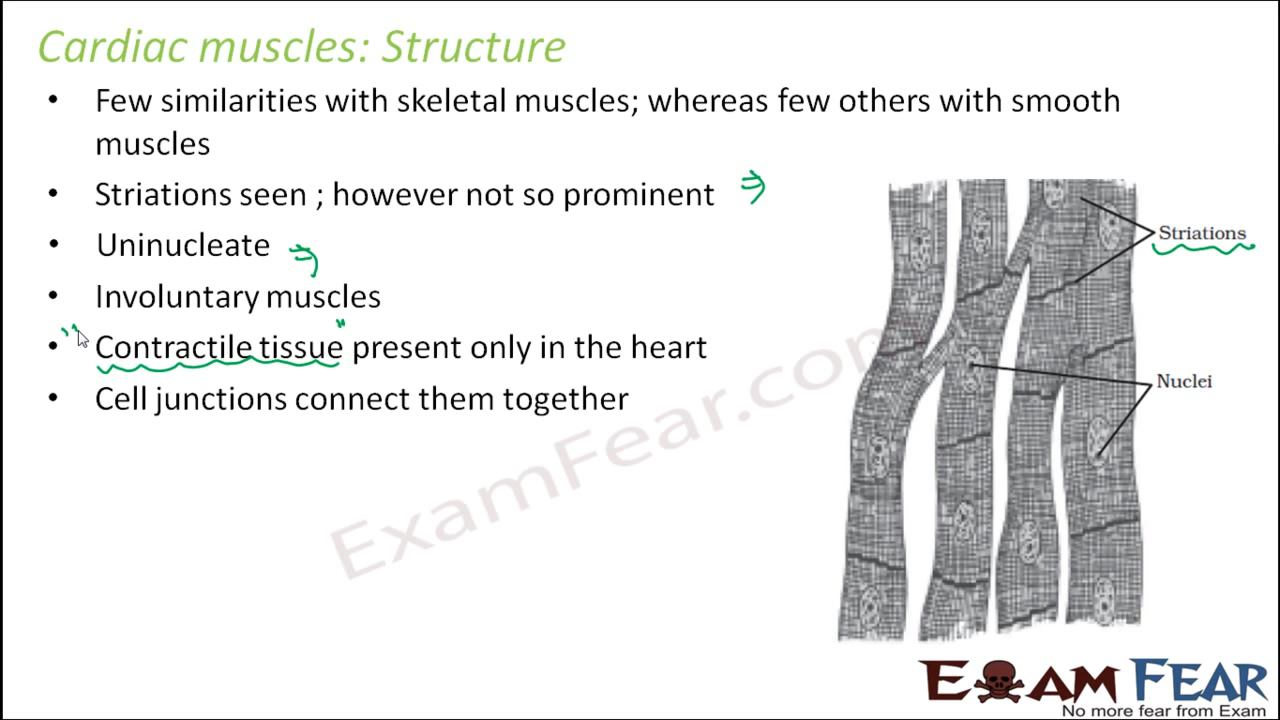 Cardiac muscles: Structure
• Few similarities with skeletal muscles; whereas few others with smooth
muscles
• Striations seen ; however not so prominent
• Uninucleate
• Involuntary muscles
• "Contractile tissue" present only in the heart
• Cell junctions connect them together
Striations
Nuclei
ExamFear.com
EXAM FEAR
No more fear from Exam